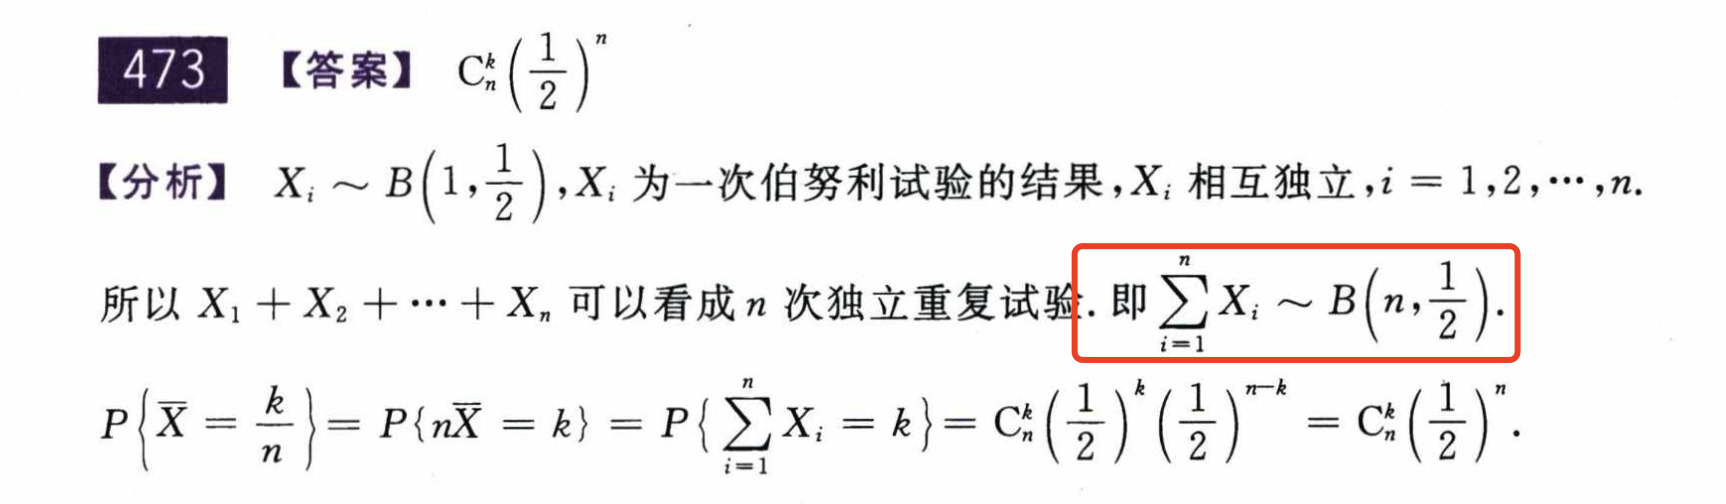 473 【答案】 $C_n^k\left(\frac{1}{2}\right)^n$
【分析】 $X_i \sim B\left(1,\frac{1}{2}\right)$,$X_i$ 为一次伯努利试验的结果,$X_i$ 相互独立,$i = 1,2,\cdots,n$.
所以 $X_1 + X_2 + \cdots + X_n$ 可以看成 $n$ 次独立重复试验. 即 $\sum_{i=1}^{n} X_i \sim B\left(n,\frac{1}{2}\right)$.
$P\left\{\overline{X} = \frac{k}{n}\right\} = P\{n\overline{X} = k\} = P\{\sum_{i=1}^{n} X_i = k\} = C_n^k\left(\frac{1}{2}\right)^k\left(\frac{1}{2}\right)^{n-k} = C_n^k\left(\frac{1}{2}\right)^n$.